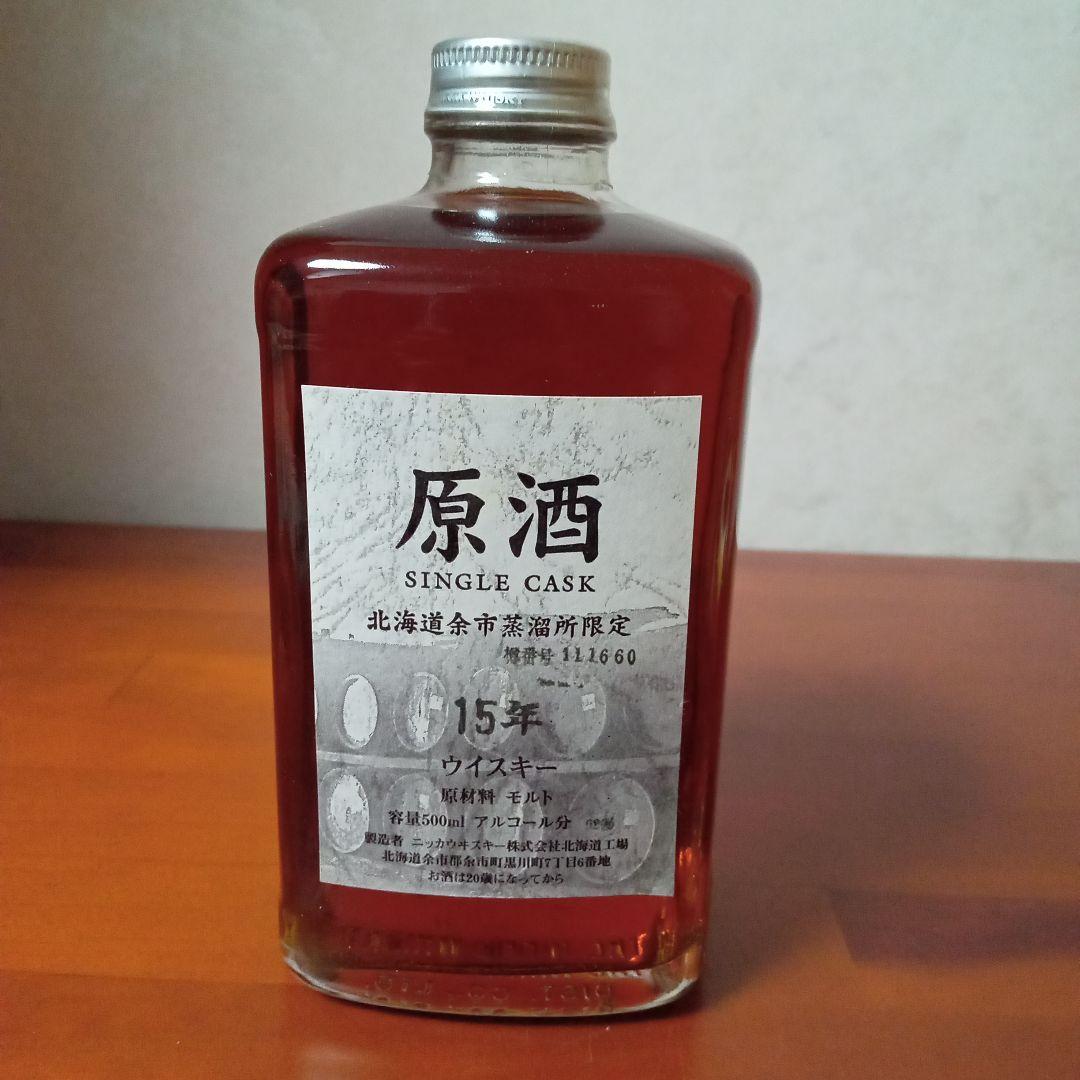 WHISKY
原酒
SINGLE CASK
北海道余市蒸溜所限定
樽番号 111660
15年
ウイスキー
原材料 モルト
容量500ml アルコール分
製造者 ニッカウヰスキー株式会社北海道工場
北海道余市郡余市町黒川町7丁目6番地
お酒は20歳になってから